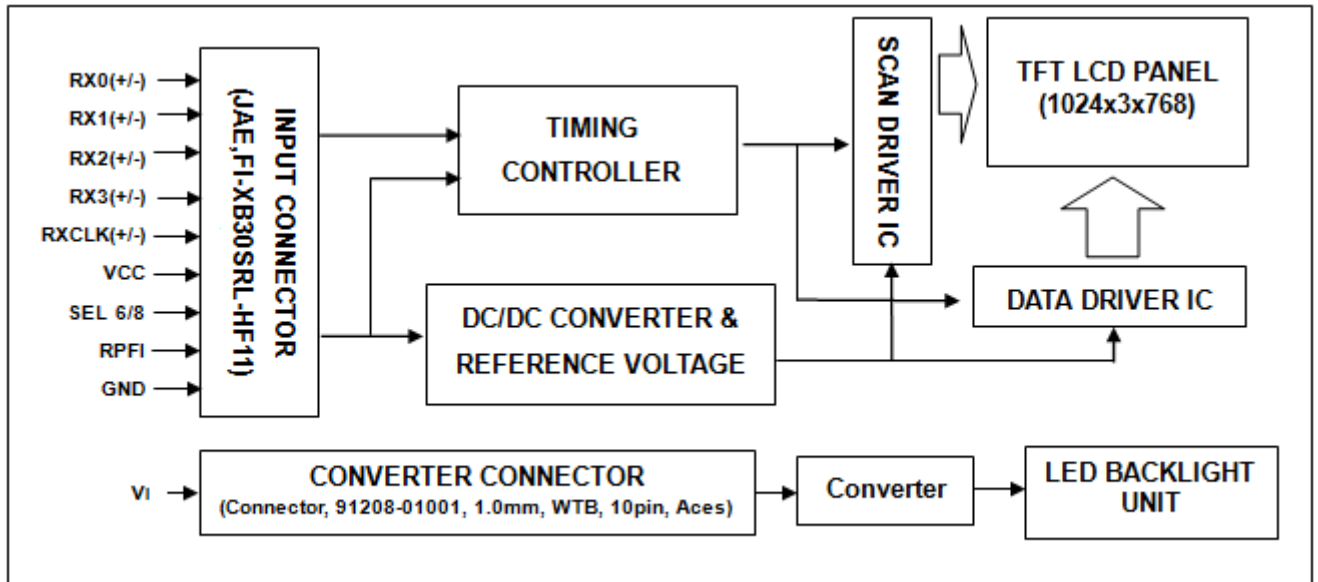 RX0(+/-)
RX1(+/-)
RX2(+/-)
RX3(+/-)
RXCLK(+/-)
VCC
SEL 6/8
RPFI
GND
INPUT CONNECTOR
(JAE,FI-XB30SRL-HF11)
TIMING
CONTROLLER
DC/DC CONVERTER &
REFERENCE VOLTAGE
SCAN DRIVER IC
TFT LCD PANEL
(1024x3x768)
DATA DRIVER IC
VI
CONVERTER CONNECTOR
(Connector, 91208-01001, 1.0mm, WTB, 10pin, Aces)
Converter
LED BACKLIGHT
UNIT